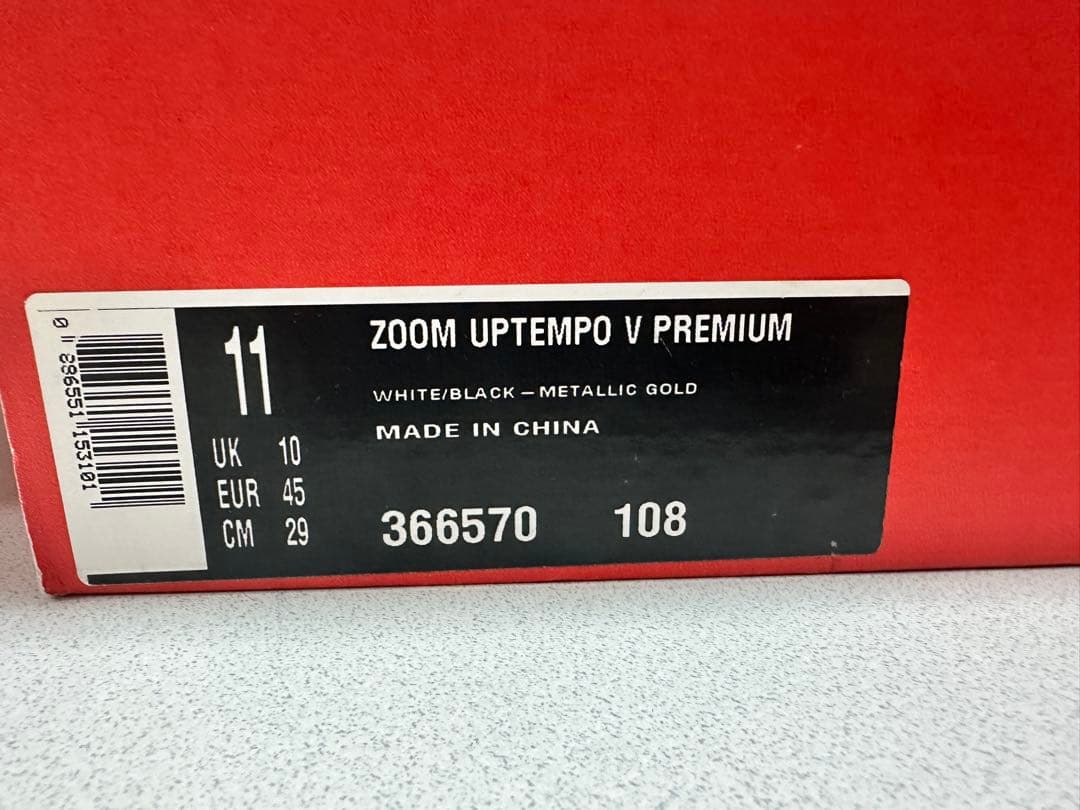 0 886551 153101
11
UK 10
EUR 45
CM 29
ZOOM UPTEMPO V PREMIUM
WHITE/BLACK – METALLIC GOLD
MADE IN CHINA
366570 108